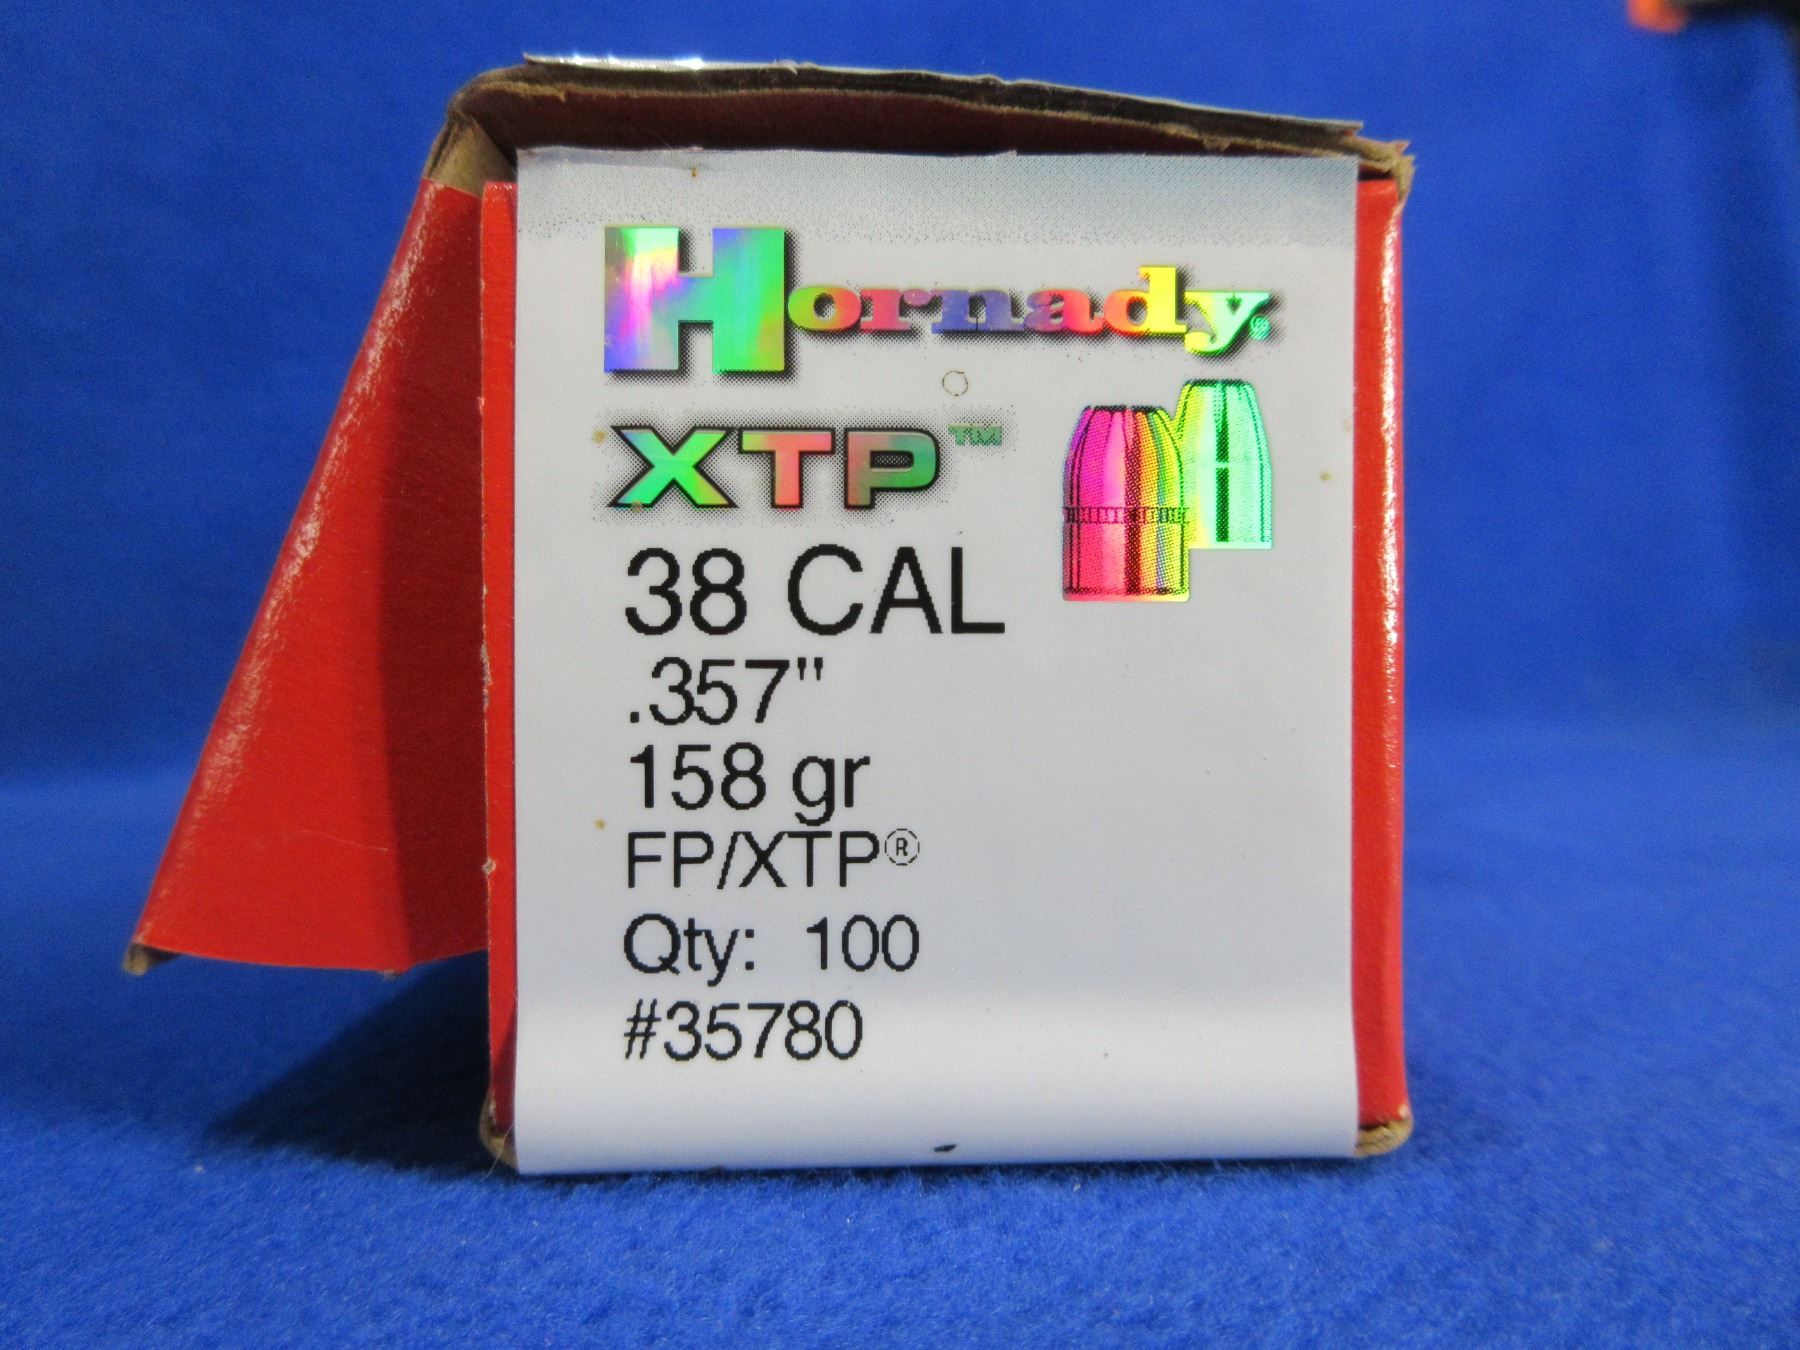 Hornady®
XTP™
38 CAL
.357"
158 gr
FP/XTP®
Qty: 100
#35780